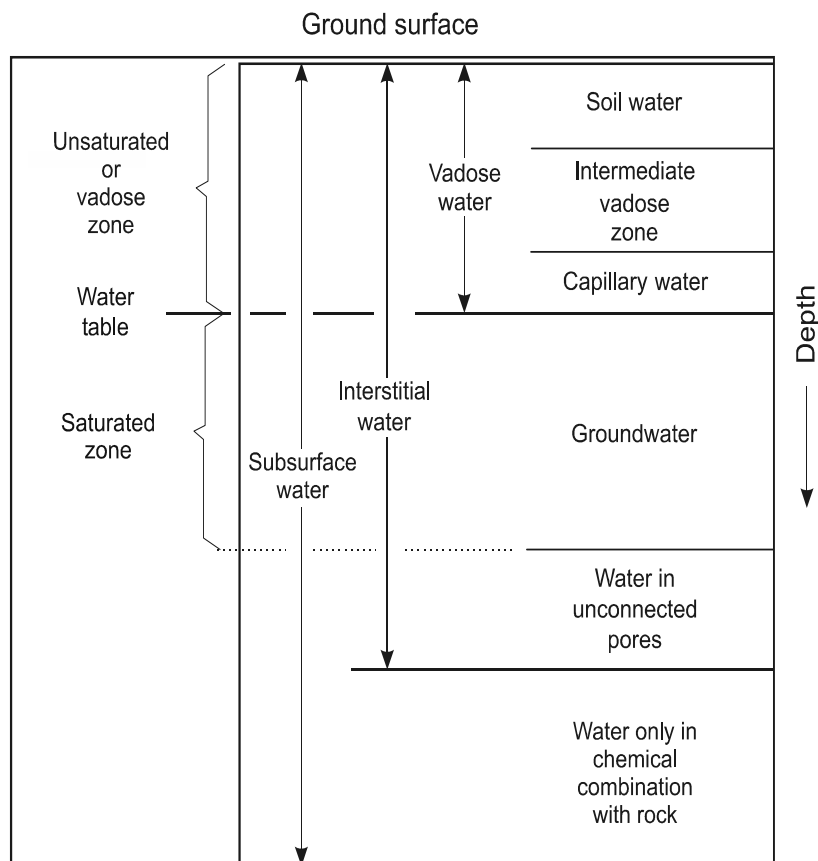 Ground surface
Unsaturated
or
vadose
zone
Water
table
Saturated
zone
Subsurface
water
Interstitial
water
Vadose
water
Soil water
Intermediate
vadose
zone
Capillary water
Groundwater
Water in
unconnected
pores
Water only in
chemical
combination
with rock
Depth